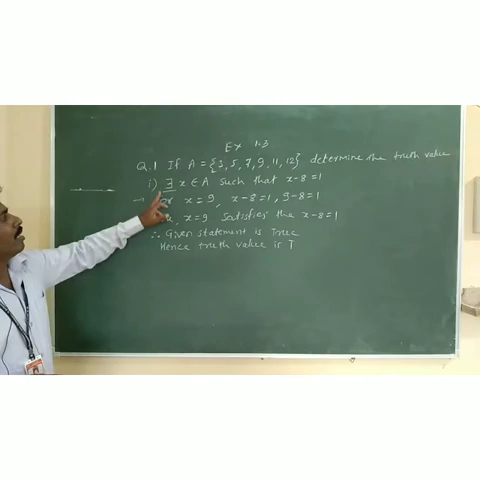 Ex 1.3
Q.1 If A = {3, 5, 7, 9, 11, 12} determine the truth value
i) ∃ x ∈ A such that x-8=1
→ x = 9, x-8=1, 9-8=1
x=9 satisfies the x-8=1
∴ Given statement is True
Hence truth value is T